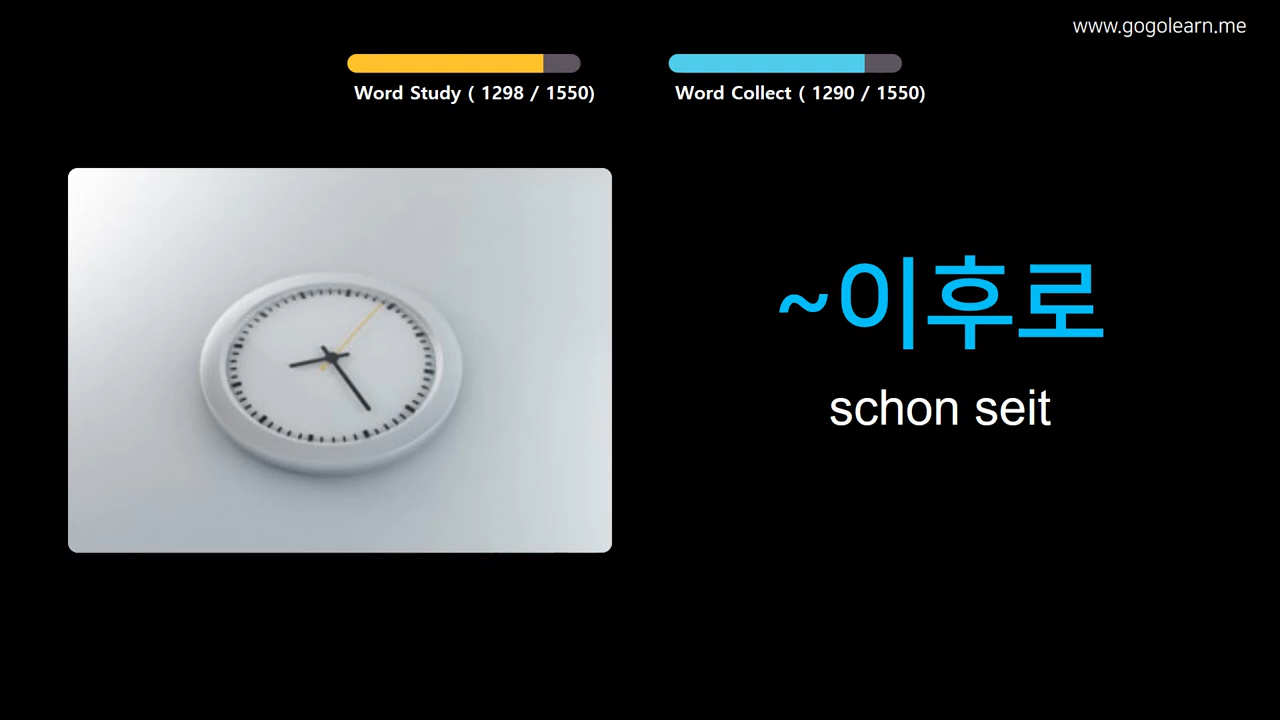 www.gogolearn.me
Word Study ( 1298 / 1550)
Word Collect ( 1290 / 1550)
~이후로
schon seit